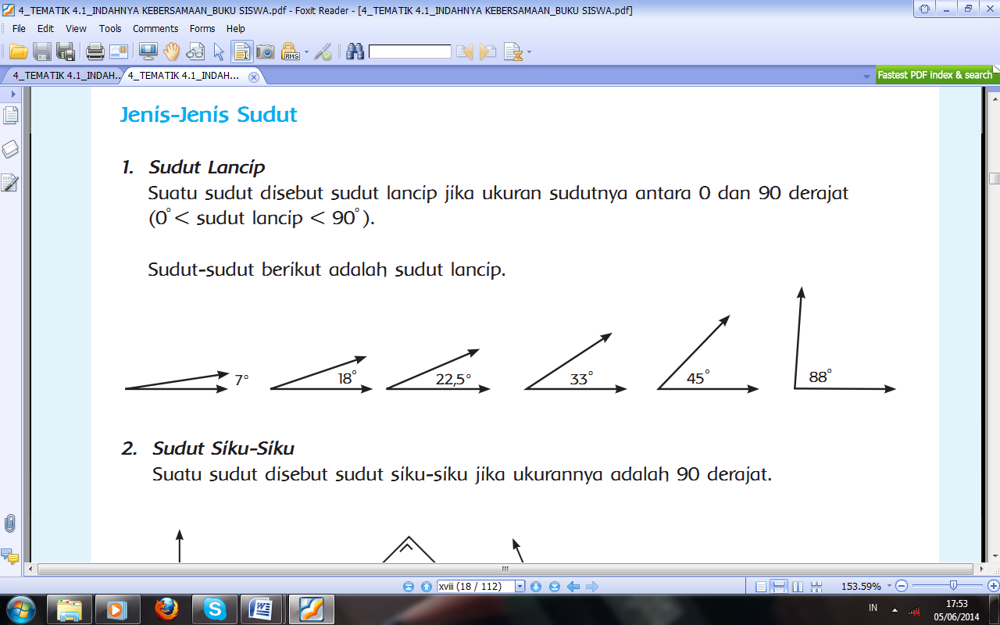 4_TEMATIK 4.1_INDAHNYA KEBERSAMAAN_BUKU SISWA.pdf - Foxit Reader - [4_TEMATIK 4.1_INDAHNYA KEBERSAMAAN_BUKU SISWA.pdf]
File Edit View Tools Comments Forms Help
RMS
4_TEMATIK 4.1_INDAH... 4_TEMATIK 4.1_INDAH... Fastest PDF index & search
Jenis-Jenis Sudut
1. Sudut Lancip
Suatu sudut disebut sudut lancip jika ukuran sudutnya antara 0 dan 90 derajat
(0° < sudut lancip < 90°).
Sudut-sudut berikut adalah sudut lancip.
7° 18° 22,5° 33° 45° 88°
2. Sudut Siku-Siku
Suatu sudut disebut sudut siku-siku jika ukurannya adalah 90 derajat.
xviii (18 / 112) 153.59%
IN 17:53
05/06/2014